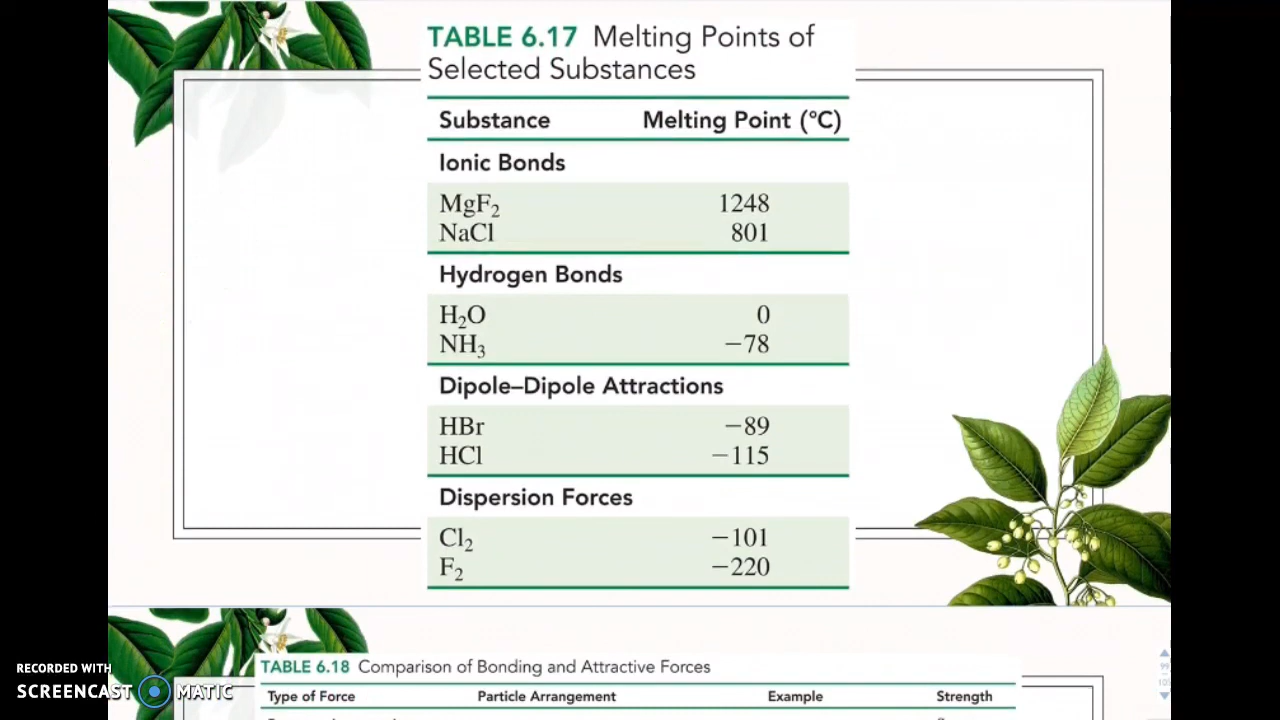 TABLE 6.17 Melting Points of
Selected Substances
Substance Melting Point (°C)
Ionic Bonds
MgF₂ 1248
NaCl 801
Hydrogen Bonds
H₂O 0
NH₃ −78
Dipole–Dipole Attractions
HBr −89
HCl −115
Dispersion Forces
Cl₂ −101
F₂ −220
TABLE 6.18 Comparison of Bonding and Attractive Forces
Type of Force Particle Arrangement Example Strength
RECORDED WITH
SCREENCAST MATIC